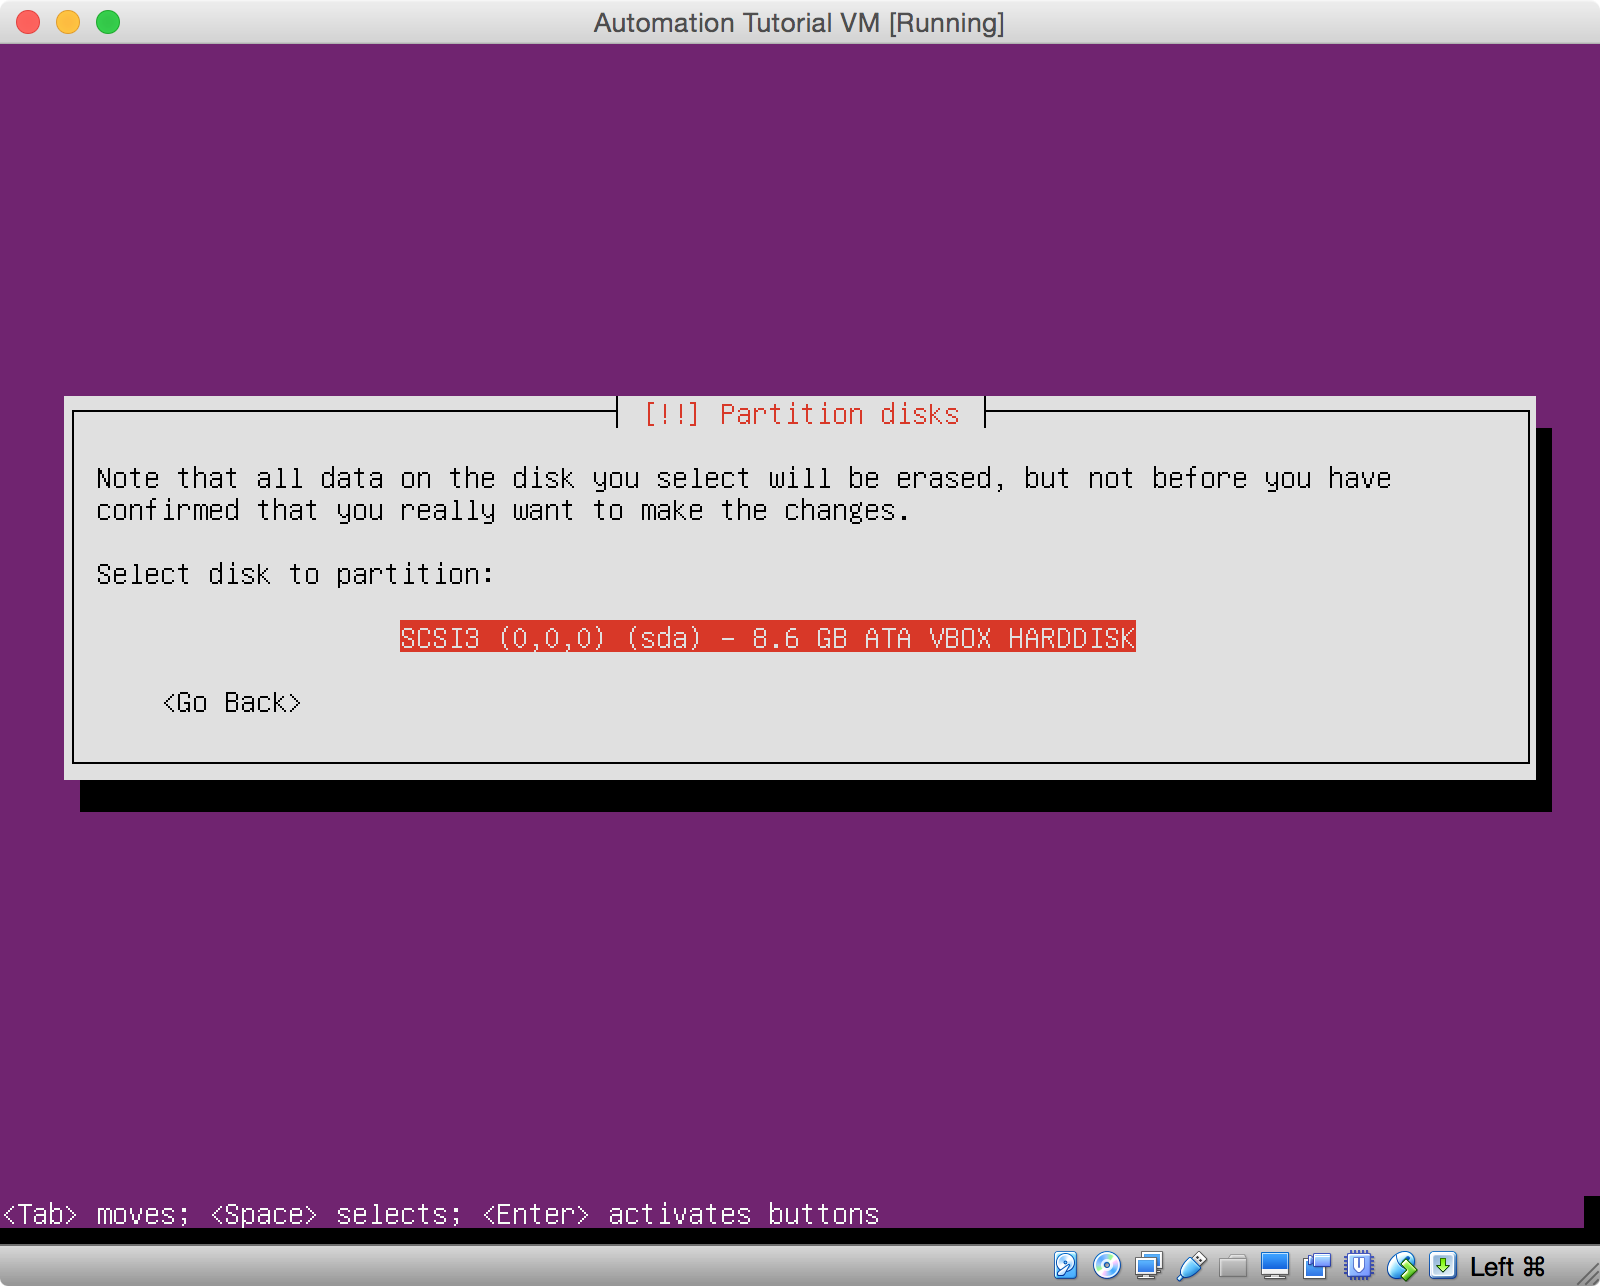 Automation Tutorial VM [Running]
[!!] Partition disks
Note that all data on the disk you select will be erased, but not before you have
confirmed that you really want to make the changes.
Select disk to partition:
SCSI3 (0,0,0) (sda) - 8.6 GB ATA VBOX HARDDISK
<Go Back>
<Tab> moves; <Space> selects; <Enter> activates buttons
Left ⌘